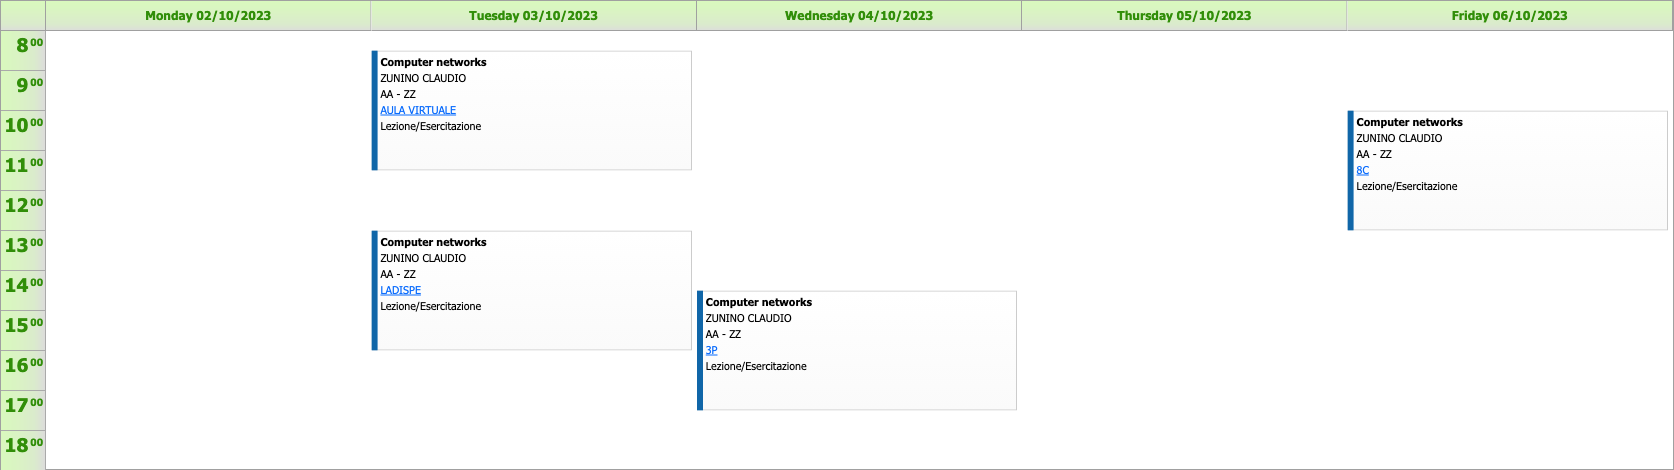 Monday 02/10/2023
Tuesday 03/10/2023
Wednesday 04/10/2023
Thursday 05/10/2023
Friday 06/10/2023
8 00
9 00
10 00
11 00
12 00
13 00
14 00
15 00
16 00
17 00
18 00
Computer networks
ZUNINO CLAUDIO
AA - ZZ
AULA VIRTUALE
Lezione/Esercitazione
Computer networks
ZUNINO CLAUDIO
AA - ZZ
LADISPE
Lezione/Esercitazione
Computer networks
ZUNINO CLAUDIO
AA - ZZ
3P
Lezione/Esercitazione
Computer networks
ZUNINO CLAUDIO
AA - ZZ
8C
Lezione/Esercitazione